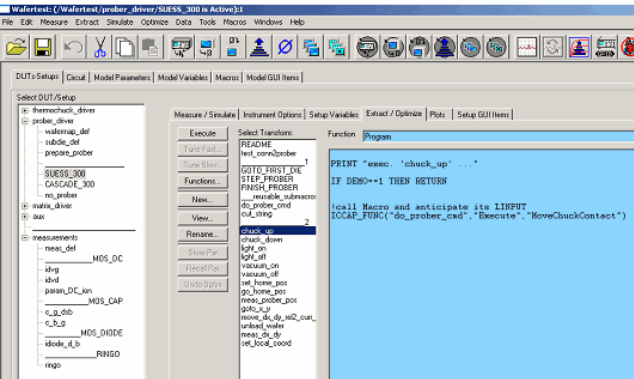 Wafertest: (/Wafertest/prober_driver/SUESS_300 is Active):1
File Edit Measure Extract Simulate Optimize Data Tools Macros Windows Help
DUTs-Setups Circuit Model Parameters Model Variables Macros Model GUI Items
Select DUT/Setup
thermochuck_driver
prober_driver
wafermap_def
subdie_def
prepare_prober
SUESS_300
CASCADE_300
no_prober
matrix_driver
aux
measurements
meas_def
MOS_DC
idvg
idvd
param_DC_ion
MOS_CAP
c_g_dsb
c_b_g
MOS_DIODE
idiode_d_b
RINGO
ringo
Measure / Simulate Instrument Options Setup Variables Extract / Optimize Plots Setup GUI Items
Execute
Tune Fast...
Tune Slow...
Functions...
New...
View...
Rename...
Store Par
Recall Par
Undo Optim
Select Transform:
README
test_conn2prober
1
GOTO_FIRST_DIE
STEP_PROBER
FINISH_PROBER
__reusable_submacros
do_prober_cmd
cut_string
2
chuck_up
chuck_down
light_on
light_off
vacuum_on
vacuum_off
set_home_pos
go_home_pos
meas_prober_pos
goto_x_y
move_dx_dy_rel2_curr_
unload_wafer
meas_dx_dy
set_local_coord
Function Program
PRINT "exec. 'chuck_up' ..."
IF DEMO==1 THEN RETURN
!call Macro and anticipate its LINPUT
ICCAP_FUNC("do_prober_cmd","Execute","MoveChuckContact")